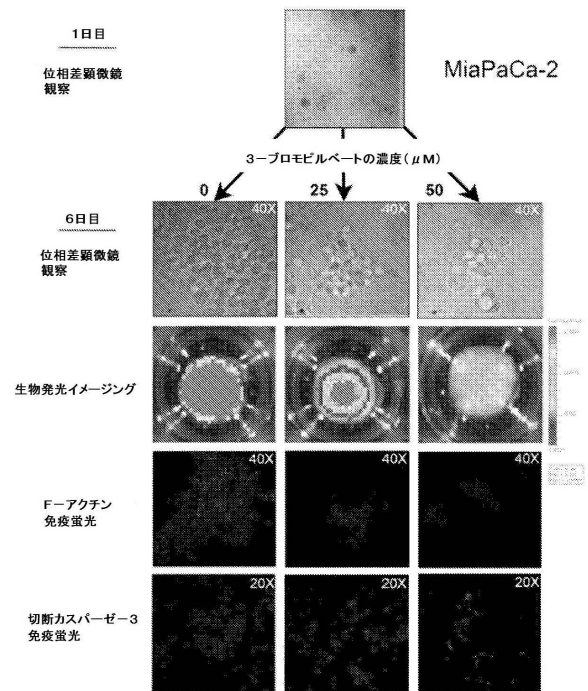 1日目
位相差顕微鏡
観察
MiaPaCa-2
3-ブロモピルベートの濃度(μM)
0
25
50
6日目
位相差顕微鏡
観察
40X
40X
40X
生物発光イメージング
F-アクチン
免疫蛍光
40X
40X
40X
切断カスパーゼ-3
免疫蛍光
20X
20X
20X